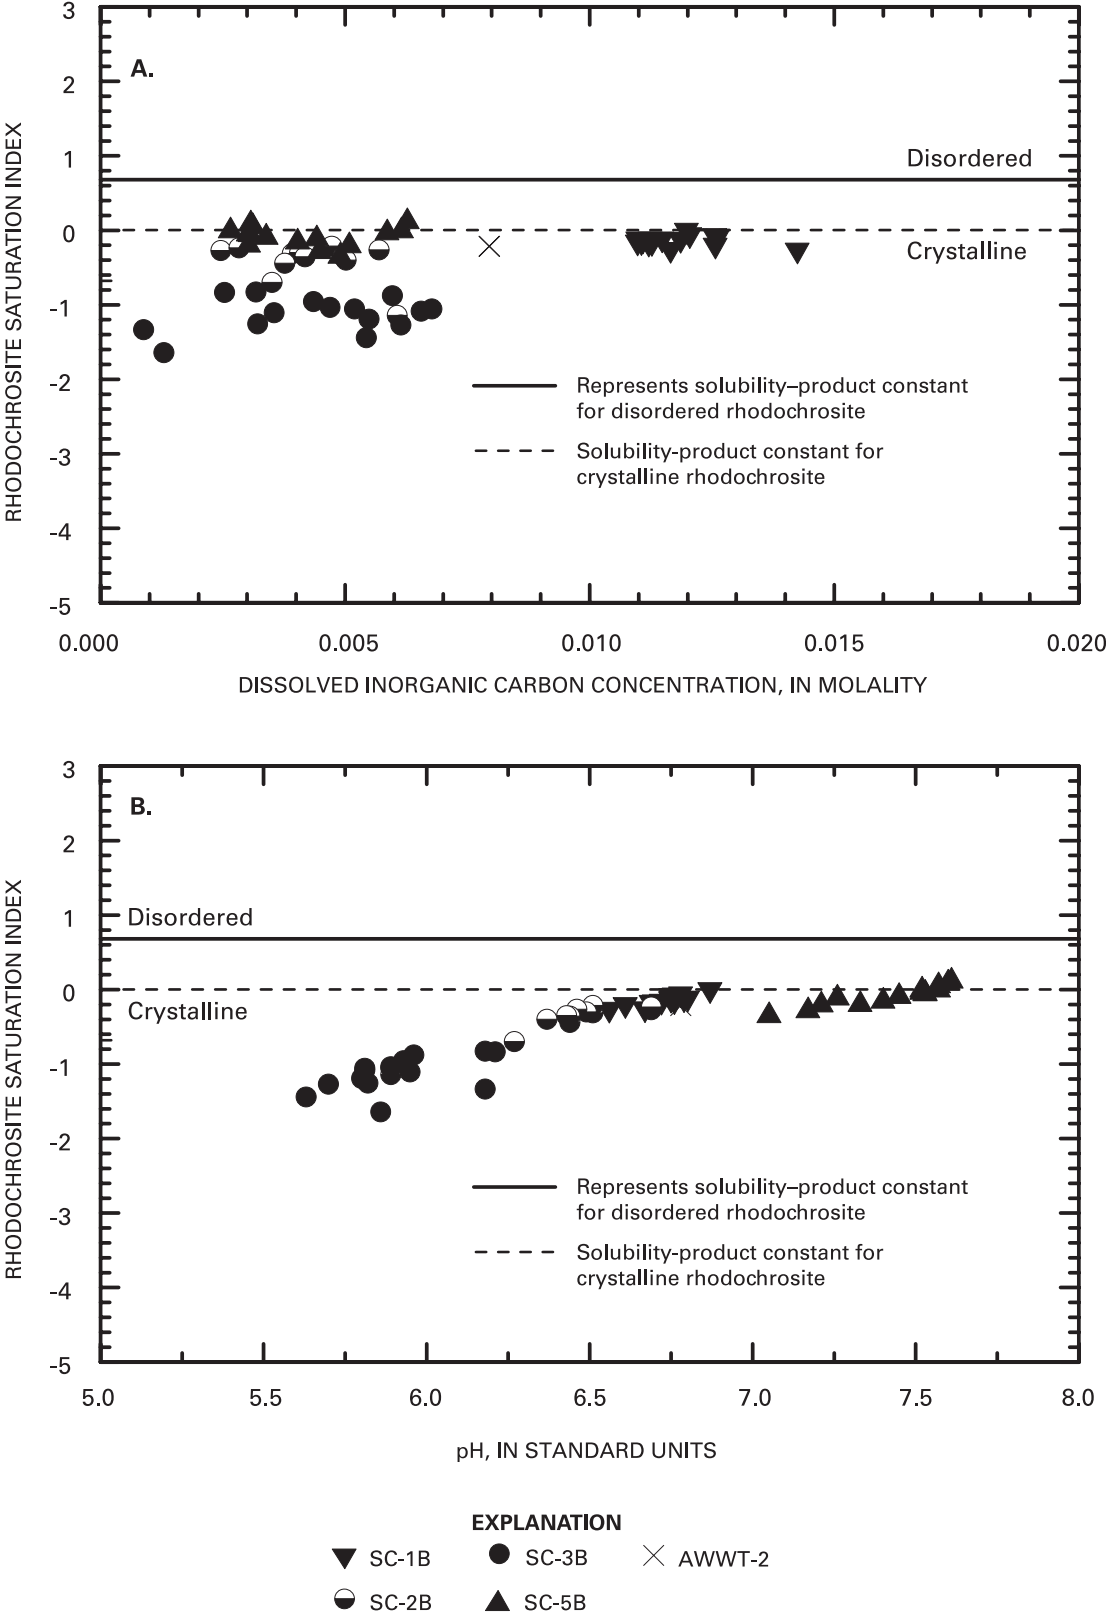 3
A.
2
1
Disordered
0
Crystalline
-1
-2
Represents solubility–product constant
for disordered rhodochrosite
-3
Solubility-product constant for
crystalline rhodochrosite
-4
-5
RHODOCHROSITE SATURATION INDEX
0.000 0.005 0.010 0.015 0.020
DISSOLVED INORGANIC CARBON CONCENTRATION, IN MOLALITY
3
B.
2
1
Disordered
0
Crystalline
-1
-2
Represents solubility–product constant
for disordered rhodochrosite
-3
Solubility-product constant for
crystalline rhodochrosite
-4
-5
RHODOCHROSITE SATURATION INDEX
5.0 5.5 6.0 6.5 7.0 7.5 8.0
pH, IN STANDARD UNITS
EXPLANATION
SC-1B SC-3B AWWT-2
SC-2B SC-5B